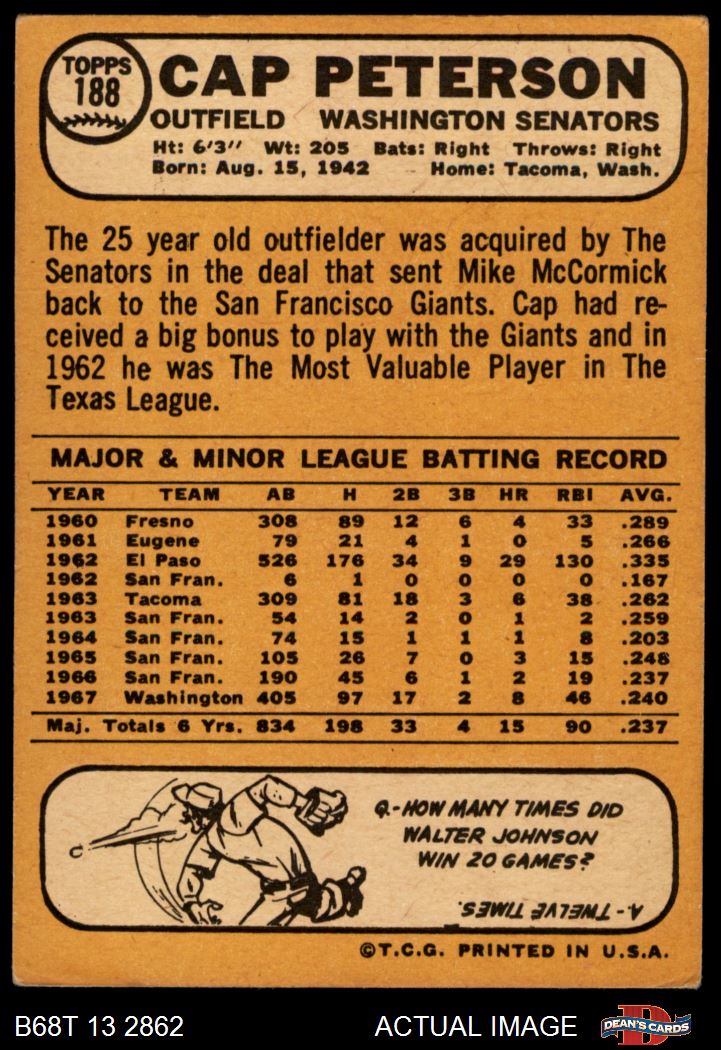 TOPPS
188
CAP PETERSON
OUTFIELD WASHINGTON SENATORS
Ht: 6'3" Wt: 205 Bats: Right Throws: Right
Born: Aug. 15, 1942 Home: Tacoma, Wash.
The 25 year old outfielder was acquired by The
Senators in the deal that sent Mike McCormick
back to the San Francisco Giants. Cap had re-
ceived a big bonus to play with the Giants and in
1962 he was The Most Valuable Player in The
Texas League.
MAJOR & MINOR LEAGUE BATTING RECORD
YEAR TEAM AB H 2B 3B HR RBI AVG.
1960 Fresno 308 89 12 6 4 33 .289
1961 Eugene 79 21 4 1 0 5 .266
1962 El Paso 526 176 34 9 29 130 .335
1962 San Fran. 6 1 0 0 0 0 .167
1963 Tacoma 309 81 18 3 6 38 .262
1963 San Fran. 54 14 2 0 1 2 .259
1964 San Fran. 74 15 1 1 1 8 .203
1965 San Fran. 105 26 7 0 3 15 .248
1966 San Fran. 190 45 6 1 2 19 .237
1967 Washington 405 97 17 2 8 46 .240
Maj. Totals 6 Yrs. 834 198 33 4 15 90 .237
Q.-HOW MANY TIMES DID
WALTER JOHNSON
WIN 20 GAMES?
A.-TWELVE TIMES.
©T.C.G. PRINTED IN U.S.A.
B68T 13 2862 ACTUAL IMAGE D DEAN'S CARDS